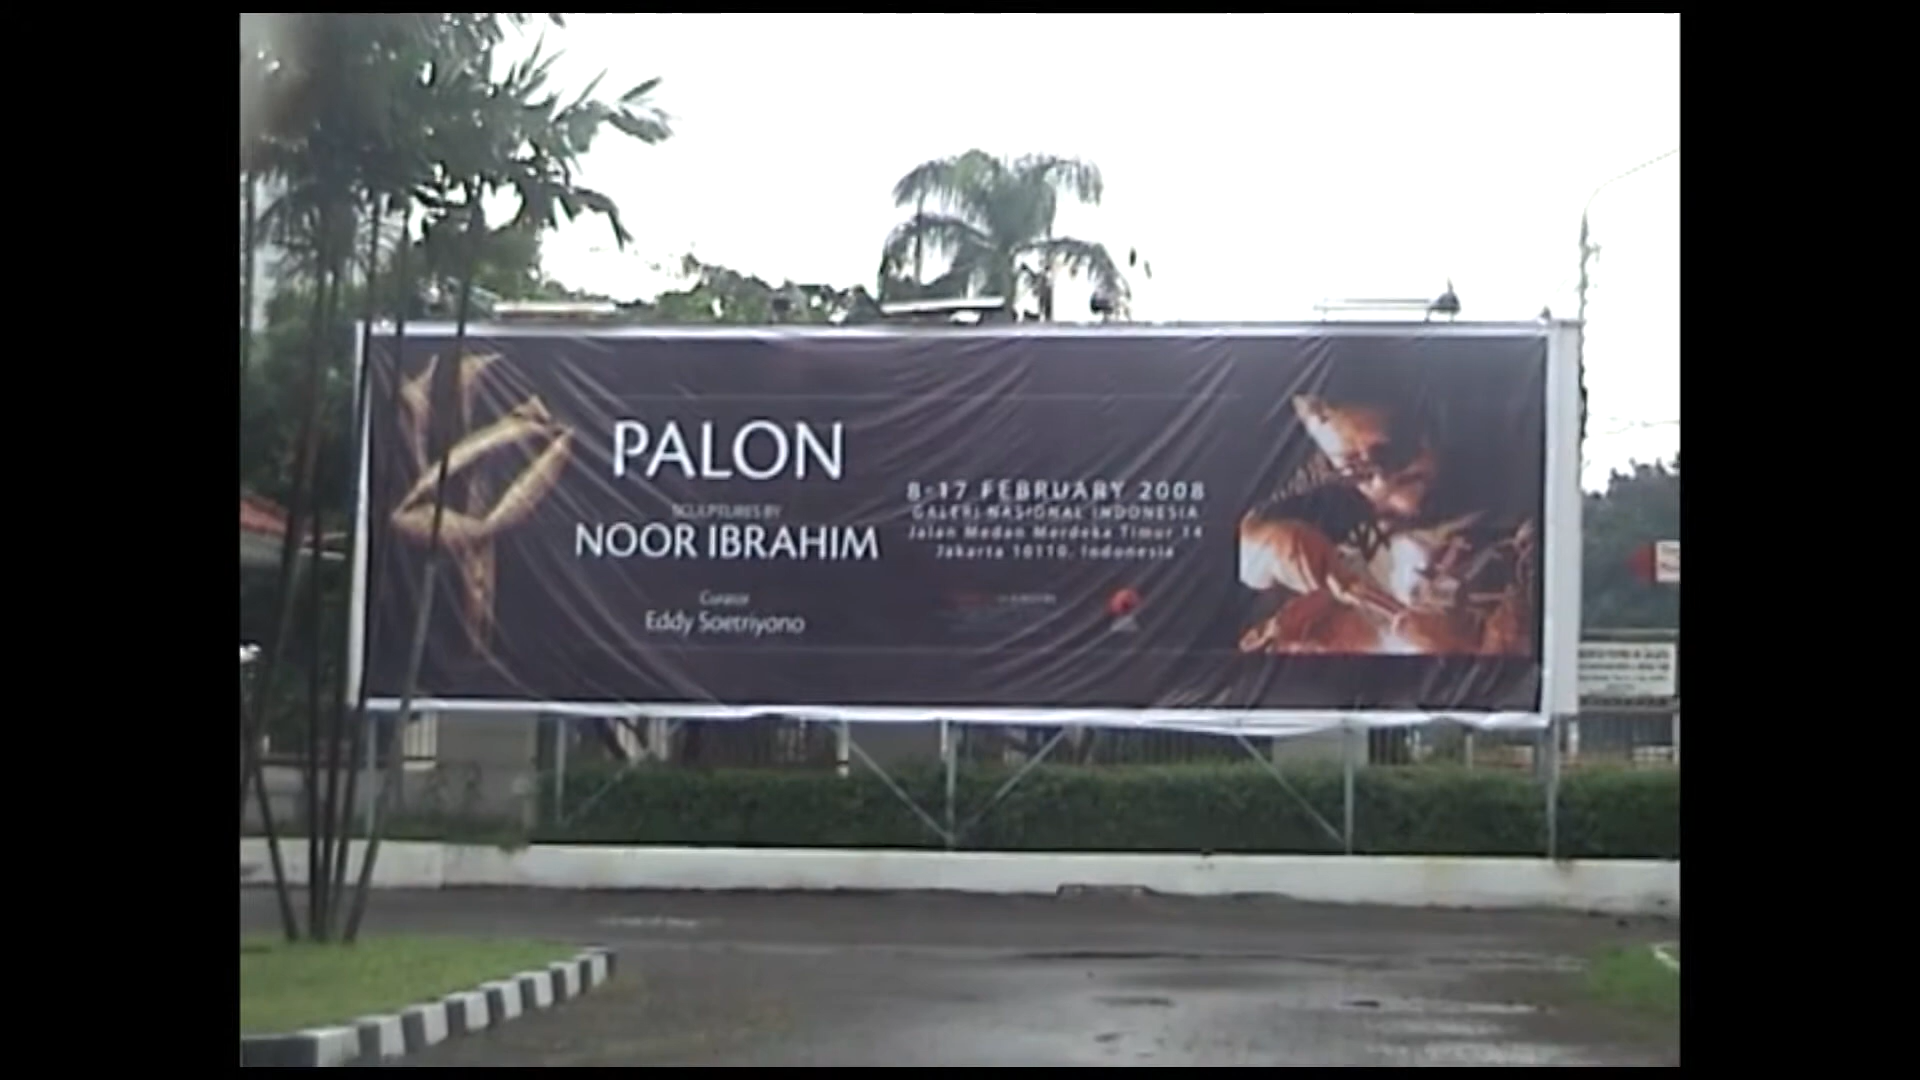 PALON
SCULPTURES BY
NOOR IBRAHIM
Curator
Eddy Soetriyono
8-17 FEBRUARY 2008
GALERI NASIONAL INDONESIA
Jalan Medan Merdeka Timur 14
Jakarta 10110, Indonesia